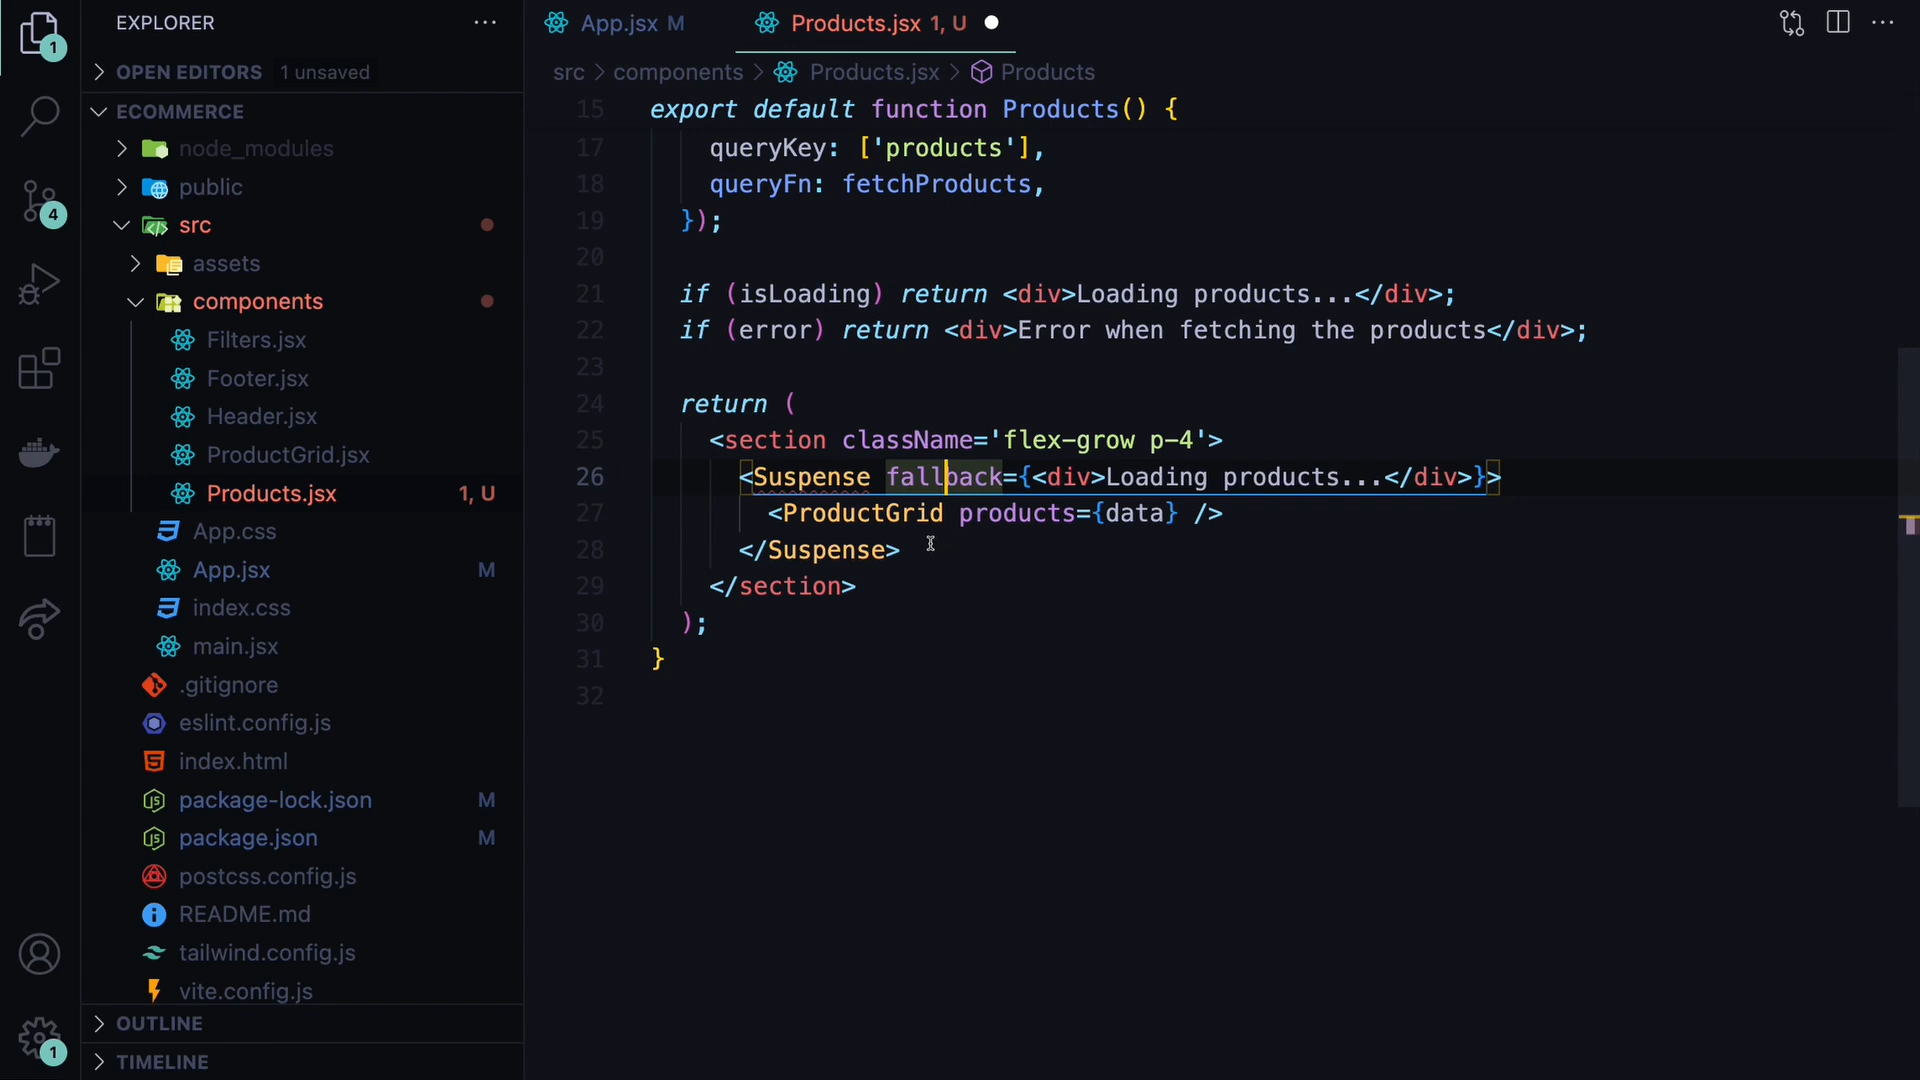 EXPLORER
OPEN EDITORS 1 unsaved
ECOMMERCE
node_modules
public
src
assets
components
Filters.jsx
Footer.jsx
Header.jsx
ProductGrid.jsx
Products.jsx 1, U
App.css
App.jsx M
index.css
main.jsx
.gitignore
eslint.config.js
index.html
package-lock.json M
package.json M
postcss.config.js
README.md
tailwind.config.js
vite.config.js
OUTLINE
TIMELINE
1
4
1
App.jsx M
Products.jsx 1, U
src > components > Products.jsx > Products
15 export default function Products() {
17 queryKey: ['products'],
18 queryFn: fetchProducts,
19 });
20
21 if (isLoading) return <div>Loading products...</div>;
22 if (error) return <div>Error when fetching the products</div>;
23
24 return (
25 <section className='flex-grow p-4'>
26 <Suspense fallback={<div>Loading products...</div>}>
27 <ProductGrid products={data} />
28 </Suspense>
29 </section>
30 );
31 }
32